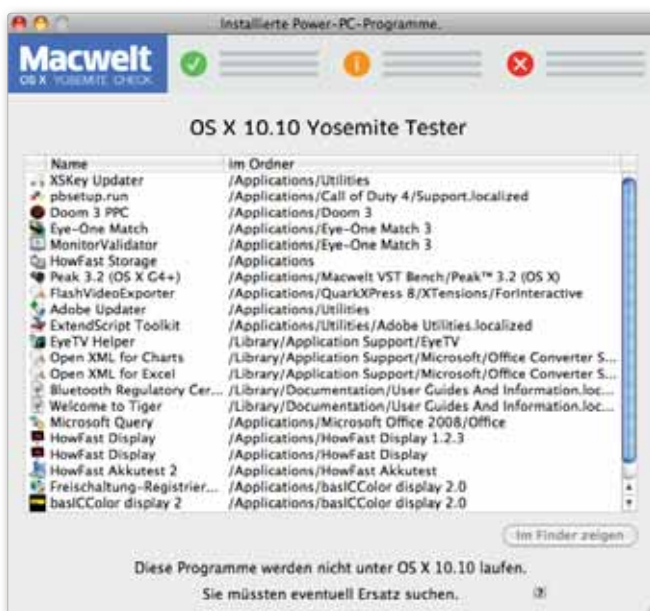 Installierte Power-PC-Programme.
Macwelt
OS X YOSEMITE CHECK
OS X 10.10 Yosemite Tester
Name Im Ordner
XSKey Updater /Applications/Utilities
pbsetup.run /Applications/Call of Duty 4/Support.localized
Doom 3 PPC /Applications/Doom 3
Eye-One Match /Applications/Eye-One Match 3
MonitorValidator /Applications/Eye-One Match 3
HowFast Storage /Applications
Peak 3.2 (OS X G4+) /Applications/Macwelt VST Bench/Peak™ 3.2 (OS X)
FlashVideoExporter /Applications/QuarkXPress 8/XTensions/ForInteractive
Adobe Updater /Applications/Utilities
ExtendScript Toolkit /Applications/Utilities/Adobe Utilities.localized
EyeTV Helper /Library/Application Support/EyeTV
Open XML for Charts /Library/Application Support/Microsoft/Office Converter S...
Open XML for Excel /Library/Application Support/Microsoft/Office Converter S...
Bluetooth Regulatory Cer... /Library/Documentation/User Guides And Information.loc...
Welcome to Tiger /Library/Documentation/User Guides And Information.loc...
Microsoft Query /Applications/Microsoft Office 2008/Office
HowFast Display /Applications/HowFast Display 1.2.3
HowFast Display /Applications/HowFast Display
HowFast Akkutest 2 /Applications/HowFast Akkutest
Freischaltung-Registrier... /Applications/basICColor display 2.0
basICColor display 2 /Applications/basICColor display 2.0
Im Finder zeigen
Diese Programme werden nicht unter OS X 10.10 laufen.
Sie müssten eventuell Ersatz suchen. ?